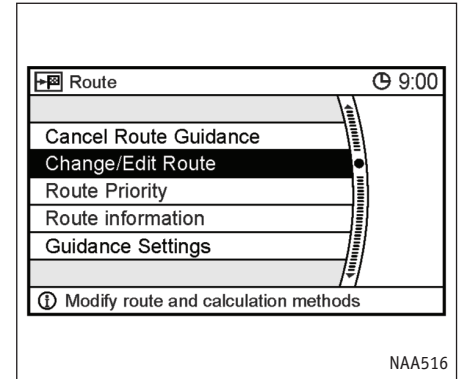 Route 9:00
Cancel Route Guidance
Change/Edit Route
Route Priority
Route information
Guidance Settings
Modify route and calculation methods
NAA516